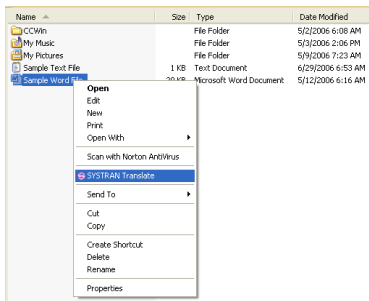 Name Size Type Date Modified
CCWin File Folder 5/2/2006 6:08 AM
My Music File Folder 5/3/2006 2:06 PM
My Pictures File Folder 5/9/2006 7:23 AM
Sample Text File 1 KB Text Document 6/29/2006 6:53 AM
Sample Word File 20 KB Microsoft Word Document 5/12/2006 6:16 AM
Open
Edit
New
Print
Open With
Scan with Norton AntiVirus
SYSTRAN Translate
Send To
Cut
Copy
Create Shortcut
Delete
Rename
Properties